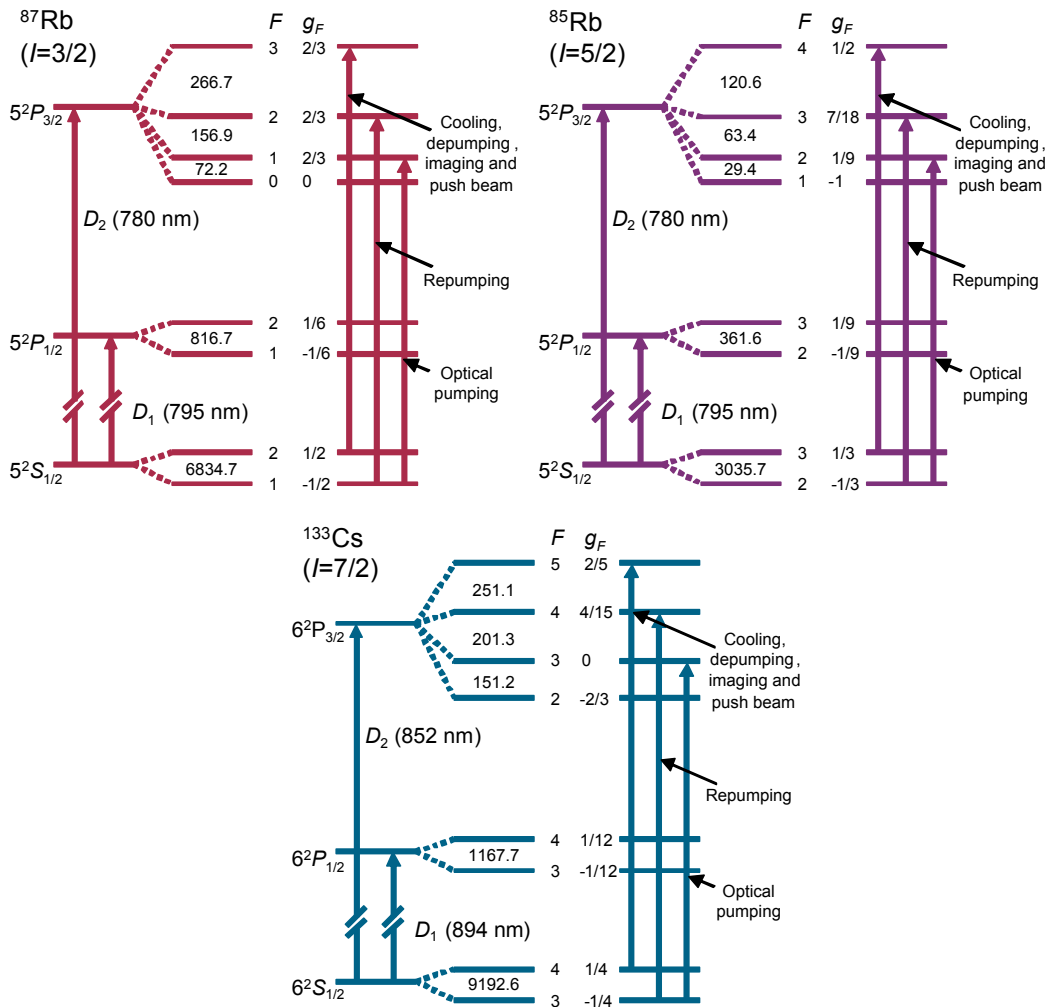 ⁸⁷Rb
(I=3/2)
F g_F
3 2/3
266.7
5²P₃/₂
2 2/3
156.9
1 2/3
72.2
0 0
Cooling,
depumping,
imaging and
push beam
D₂ (780 nm)
Repumping
2 1/6
5²P₁/₂
816.7
1 -1/6
Optical
pumping
D₁ (795 nm)
2 1/2
5²S₁/₂
6834.7
1 -1/2
⁸⁵Rb
(I=5/2)
F g_F
4 1/2
120.6
5²P₃/₂
3 7/18
63.4
2 1/9
29.4
1 -1
Cooling,
depumping,
imaging and
push beam
D₂ (780 nm)
Repumping
3 1/9
5²P₁/₂
361.6
2 -1/9
Optical
pumping
D₁ (795 nm)
3 1/3
5²S₁/₂
3035.7
2 -1/3
¹³³Cs
(I=7/2)
F g_F
5 2/5
251.1
4 4/15
6²P₃/₂
201.3
3 0
151.2
2 -2/3
Cooling,
depumping,
imaging and
push beam
D₂ (852 nm)
Repumping
4 1/12
6²P₁/₂
1167.7
3 -1/12
Optical
pumping
D₁ (894 nm)
4 1/4
6²S₁/₂
9192.6
3 -1/4